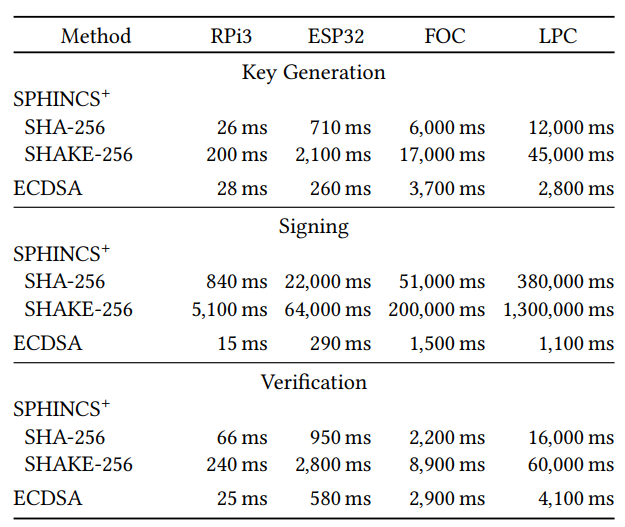 Method RPi3 ESP32 FOC LPC
Key Generation
SPHINCS+
SHA-256 26 ms 710 ms 6,000 ms 12,000 ms
SHAKE-256 200 ms 2,100 ms 17,000 ms 45,000 ms
ECDSA 28 ms 260 ms 3,700 ms 2,800 ms
Signing
SPHINCS+
SHA-256 840 ms 22,000 ms 51,000 ms 380,000 ms
SHAKE-256 5,100 ms 64,000 ms 200,000 ms 1,300,000 ms
ECDSA 15 ms 290 ms 1,500 ms 1,100 ms
Verification
SPHINCS+
SHA-256 66 ms 950 ms 2,200 ms 16,000 ms
SHAKE-256 240 ms 2,800 ms 8,900 ms 60,000 ms
ECDSA 25 ms 580 ms 2,900 ms 4,100 ms